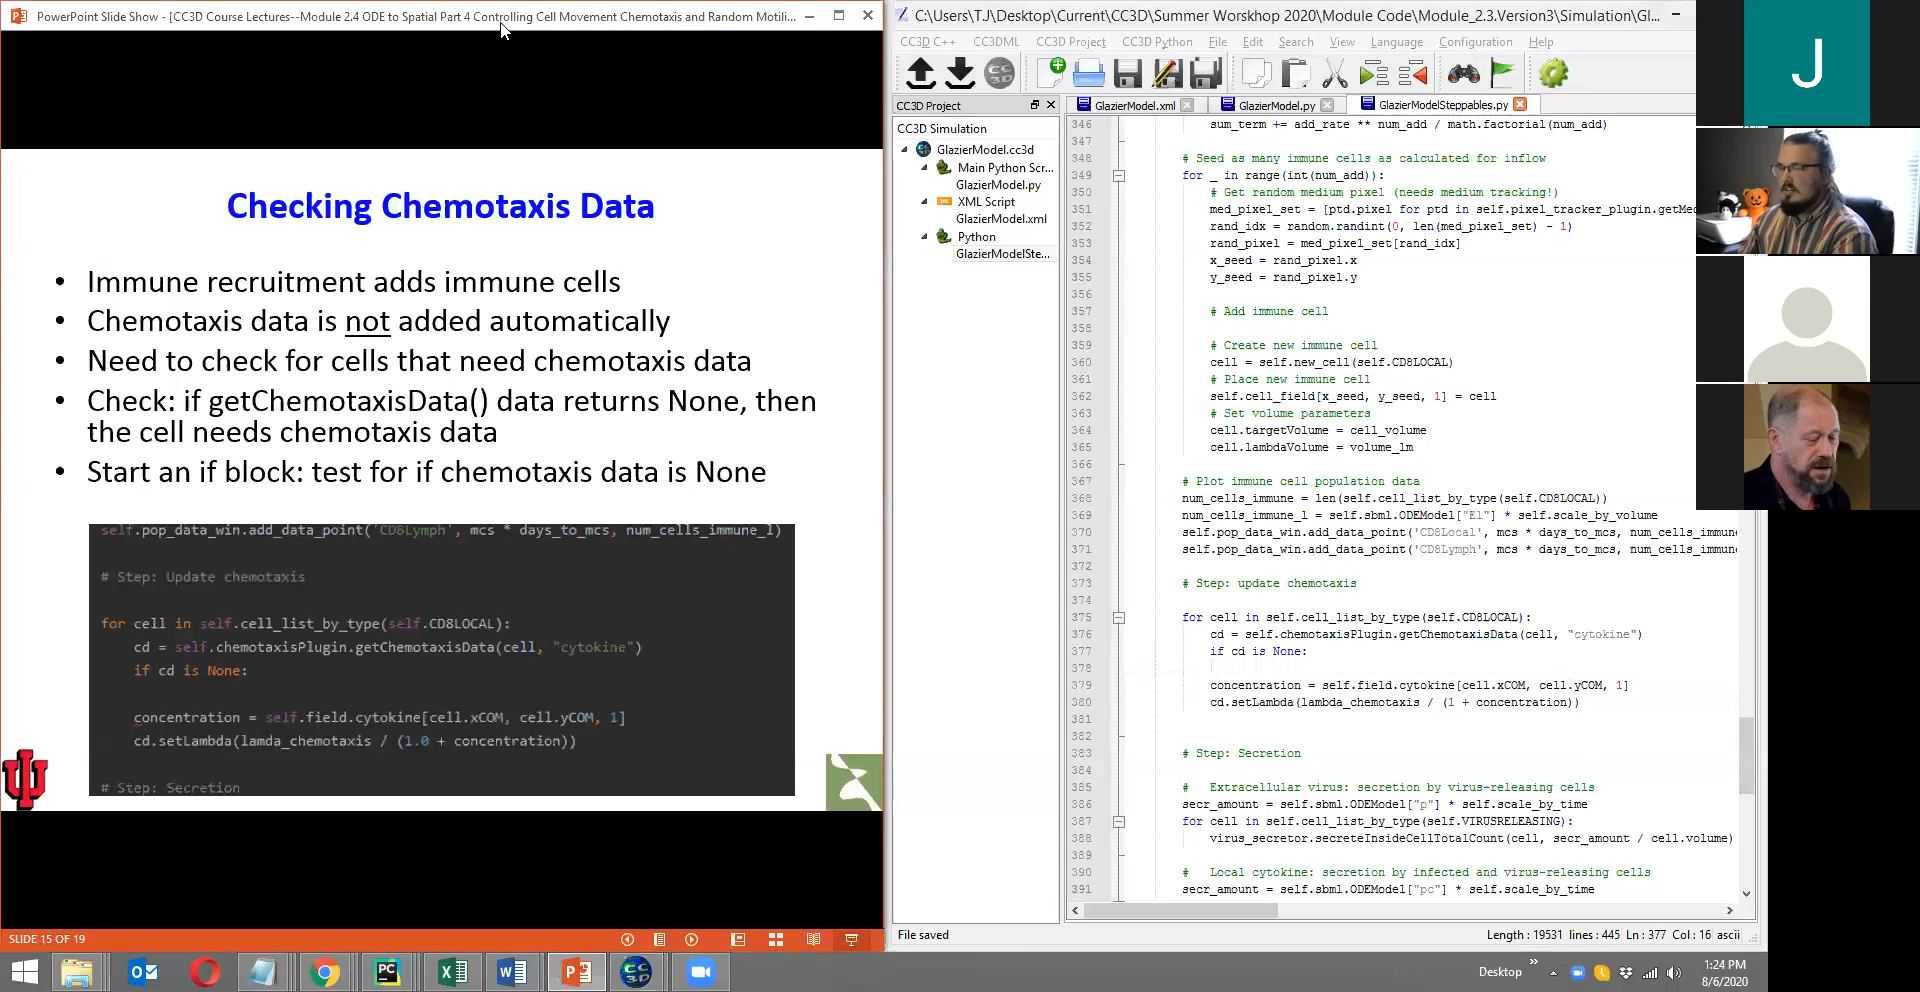 PowerPoint Slide Show - [CC3D Course Lectures--Module 2.4 ODE to Spatial Part 4 Controlling Cell Movement Chemotaxis and Random Motili...
Checking Chemotaxis Data
• Immune recruitment adds immune cells
• Chemotaxis data is not added automatically
• Need to check for cells that need chemotaxis data
• Check: if getChemotaxisData() data returns None, then
the cell needs chemotaxis data
• Start an if block: test for if chemotaxis data is None
self.pop_data_win.add_data_point('CD8Lymph', mcs * days_to_mcs, num_cells_immune_l)
# Step: Update chemotaxis
for cell in self.cell_list_by_type(self.CD8LOCAL):
cd = self.chemotaxisPlugin.getChemotaxisData(cell, "cytokine")
if cd is None:
concentration = self.field.cytokine[cell.xCOM, cell.yCOM, 1]
cd.setLambda(lamda_chemotaxis / (1.0 + concentration))
# Step: Secretion
SLIDE 15 OF 19
C:\Users\TJ\Desktop\Current\CC3D\Summer Worskhop 2020\Module Code\Module_2.3.Version3\Simulation\Gl...
CC3D C++ CC3DML CC3D Project CC3D Python File Edit Search View Language Configuration Help
CC3D Project
CC3D Simulation
GlazierModel.cc3d
Main Python Scr...
GlazierModel.py
XML Script
GlazierModel.xml
Python
GlazierModelSte...
GlazierModel.xml GlazierModel.py GlazierModelSteppables.py
346 sum_term += add_rate ** num_add / math.factorial(num_add)
347
348 # Seed as many immune cells as calculated for inflow
349 for _ in range(int(num_add)):
350 # Get random medium pixel (needs medium tracking!)
351 med_pixel_set = [ptd.pixel for ptd in self.pixel_tracker_plugin.getMed
352 rand_idx = random.randint(0, len(med_pixel_set) - 1)
353 rand_pixel = med_pixel_set[rand_idx]
354 x_seed = rand_pixel.x
355 y_seed = rand_pixel.y
356
357 # Add immune cell
358
359 # Create new immune cell
360 cell = self.new_cell(self.CD8LOCAL)
361 # Place new immune cell
362 self.cell_field[x_seed, y_seed, 1] = cell
363 # Set volume parameters
364 cell.targetVolume = cell_volume
365 cell.lambdaVolume = volume_lm
366
367 # Plot immune cell population data
368 num_cells_immune = len(self.cell_list_by_type(self.CD8LOCAL))
369 num_cells_immune_l = self.sbml.ODEModel["El"] * self.scale_by_volume
370 self.pop_data_win.add_data_point('CD8Local', mcs * days_to_mcs, num_cells_immun
371 self.pop_data_win.add_data_point('CD8Lymph', mcs * days_to_mcs, num_cells_immun
372
373 # Step: update chemotaxis
374
375 for cell in self.cell_list_by_type(self.CD8LOCAL):
376 cd = self.chemotaxisPlugin.getChemotaxisData(cell, "cytokine")
377 if cd is None:
378
379 concentration = self.field.cytokine[cell.xCOM, cell.yCOM, 1]
380 cd.setLambda(lambda_chemotaxis / (1 + concentration))
381
382
383 # Step: Secretion
384
385 # Extracellular virus: secretion by virus-releasing cells
386 secr_amount = self.sbml.ODEModel["p"] * self.scale_by_time
387 for cell in self.cell_list_by_type(self.VIRUSRELEASING):
388 virus_secretor.secreteInsideCellTotalCount(cell, secr_amount / cell.volume)
389
390 # Local cytokine: secretion by infected and virus-releasing cells
391 secr_amount = self.sbml.ODEModel["pc"] * self.scale_by_time
File saved
Length : 19531 lines : 445 Ln : 377 Col : 16 ascii
J
Desktop
1:24 PM
8/6/2020